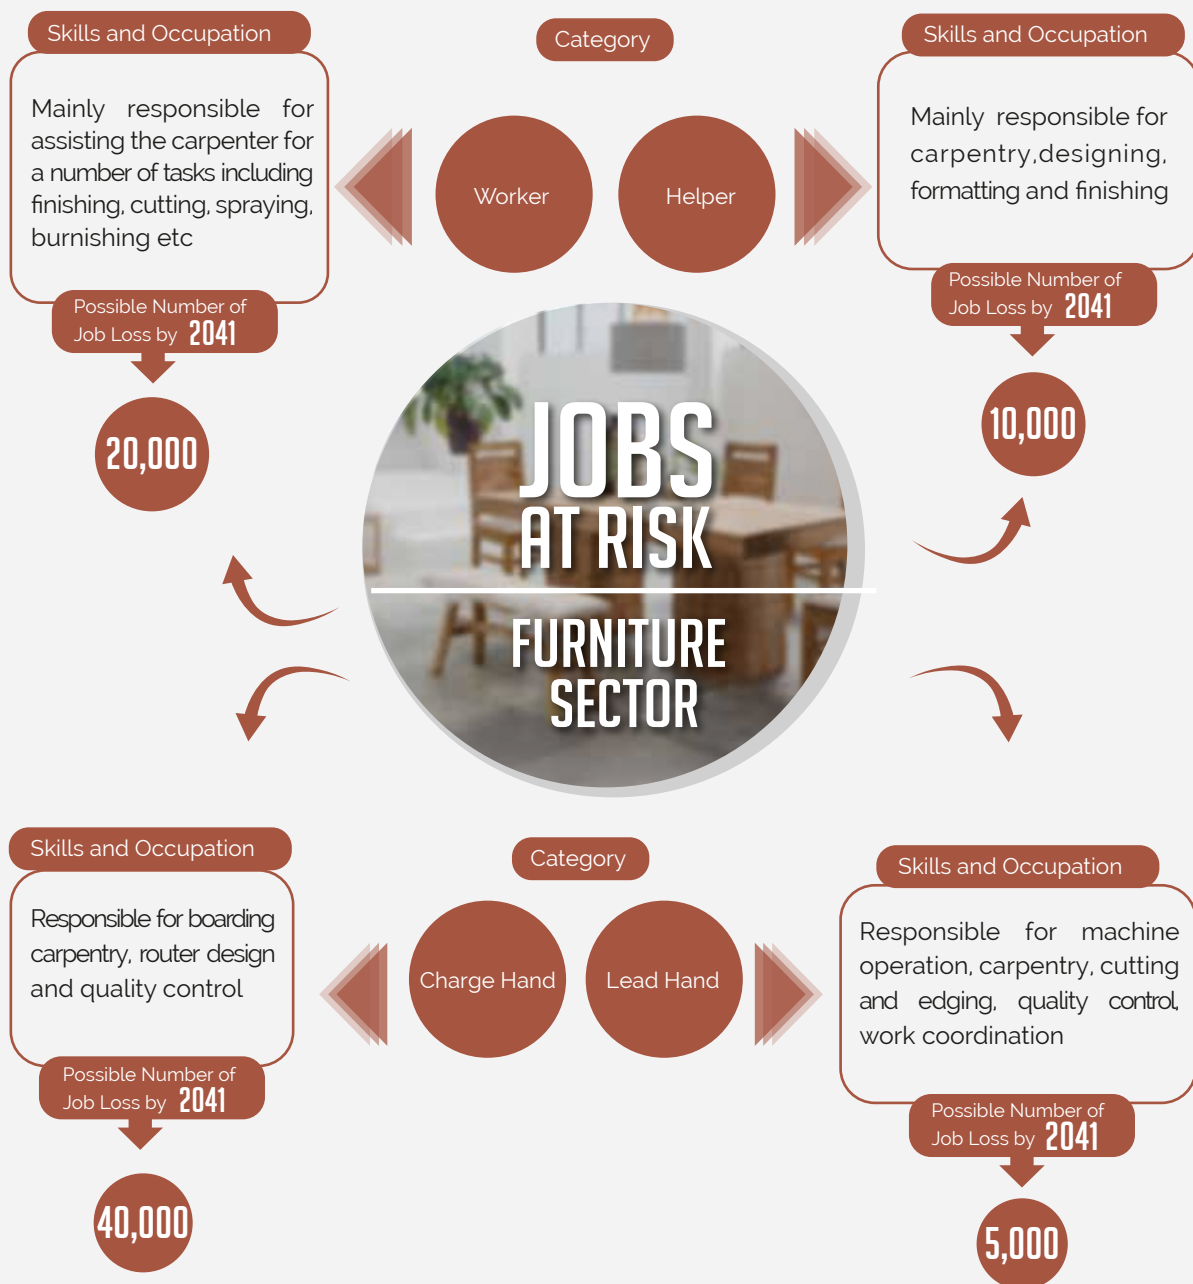 Skills and Occupation
Mainly responsible for
assisting the carpenter for
a number of tasks including
finishing, cutting, spraying,
burnishing etc
Possible Number of
Job Loss by 2041
20,000
Category
Worker
Helper
Skills and Occupation
Mainly responsible for
carpentry,designing,
formatting and finishing
Possible Number of
Job Loss by 2041
10,000
JOBS
AT RISK
FURNITURE
SECTOR
Skills and Occupation
Responsible for boarding
carpentry, router design
and quality control
Possible Number of
Job Loss by 2041
40,000
Category
Charge Hand
Lead Hand
Skills and Occupation
Responsible for machine
operation, carpentry, cutting
and edging, quality control,
work coordination
Possible Number of
Job Loss by 2041
5,000